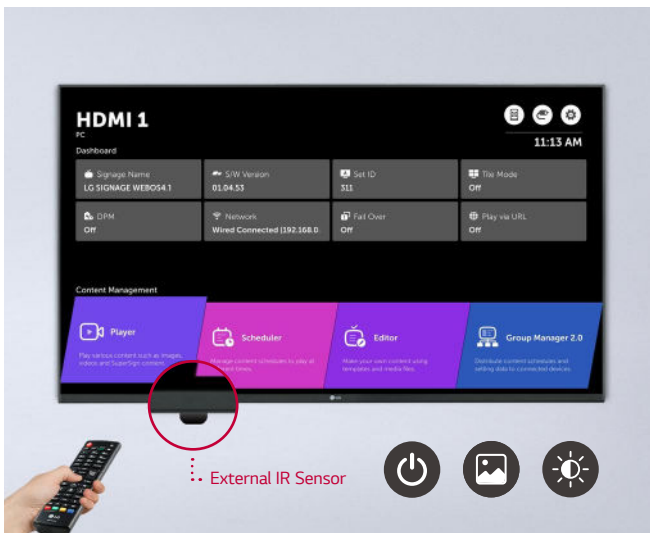 HDMI 1
PC
11:13 AM
Dashboard
Signage Name
LG SIGNAGE WEBOS4.1
S/W Version
01.04.53
Set ID
311
Tile Mode
Off
DPM
Off
Network
Wired Connected (192.168.0
Fail Over
Off
Play via URL
Off
Content Management
Player
Play various content such as images,
videos and SuperSign content.
Scheduler
Manage content schedules to play at
Editor
Make your own content using
templates and media files.
Group Manager 2.0
Distribute content schedules and
setting data to connected devices.
LG
External IR Sensor